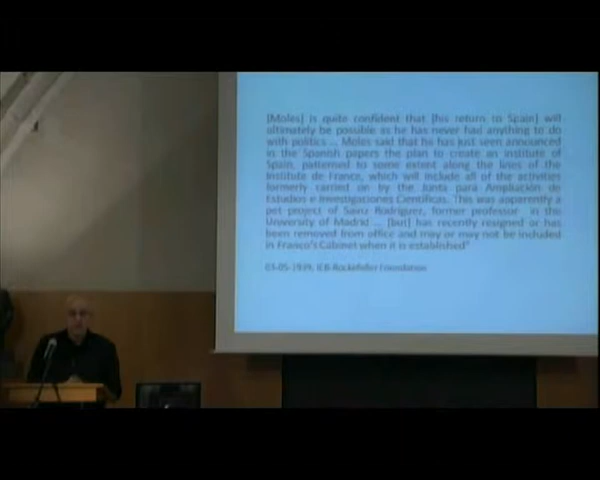 [Moles] is quite confident that [his return to Spain] will
ultimately be possible as he has never had anything to do
with politics ... Moles said that he has just seen announced
in the Spanish papers the plan to create an institute of
Spain, patterned to some extent along the lines of the
Institute de France, which will include all of the activities
formerly carried on by the Junta para Ampliación de
Estudios e Investigaciones Científicas. This was apparently a
pet project of Sainz Rodríguez, former professor in the
University of Madrid ... [but] has recently resigned or has
been removed from office and may or may not be included
in Franco's Cabinet when it is established"
03-05-1939, IEB-Rockefeller Foundation